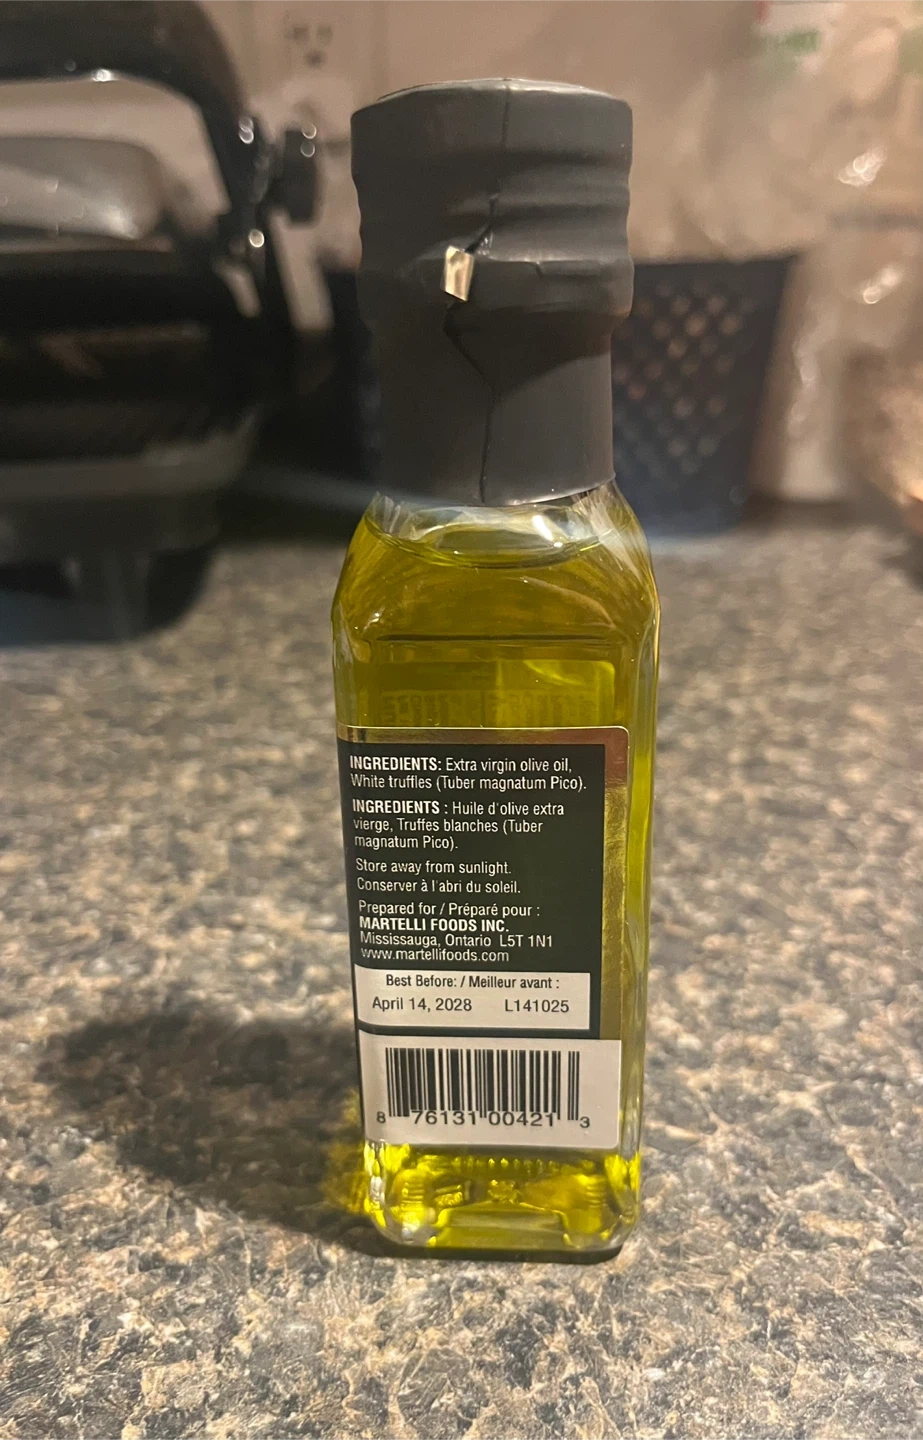 INGREDIENTS: Extra virgin olive oil,
White truffles (Tuber magnatum Pico).
INGREDIENTS : Huile d'olive extra
vierge, Truffes blanches (Tuber
magnatum Pico).
Store away from sunlight.
Conserver à l'abri du soleil.
Prepared for / Préparé pour :
MARTELLI FOODS INC.
Mississauga, Ontario L5T 1N1
www.martellifoods.com
Best Before: / Meilleur avant :
April 14, 2028 L141025
8 76131 00421 3